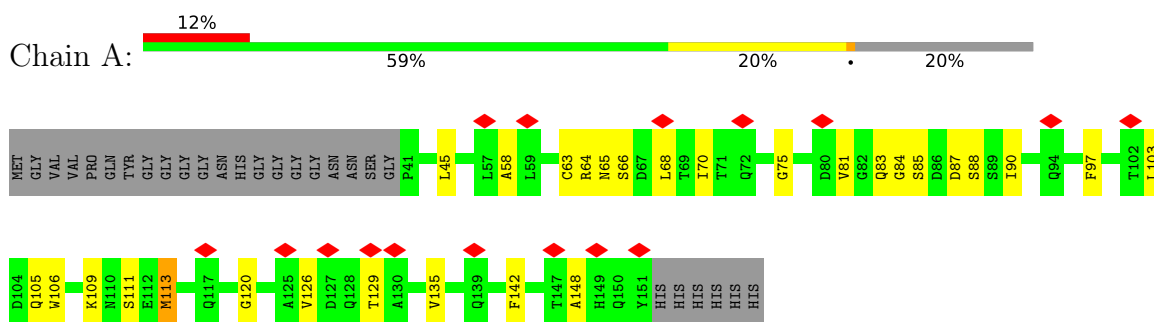 12%
Chain A:
59% 20% • 20%
MET GLY VAL VAL PRO GLN TYR GLY GLY GLY GLY ASN HIS GLY GLY GLY GLY GLY ASN ASN SER GLY P41 L45 L57 A58 L59 C63 R64 N65 S66 D67 L68 T69 I70 T71 Q72 G75 D80 V81 G82 Q83 G84 S85 D86 D87 S88 S89 I90 Q94 F97 T102 L103
D104 Q105 W106 K109 N110 S111 E112 M113 Q117 G120 A125 V126 D127 Q128 T129 A130 V135 Q139 F142 T147 A148 H149 Q150 Y151 HIS HIS HIS HIS HIS HIS